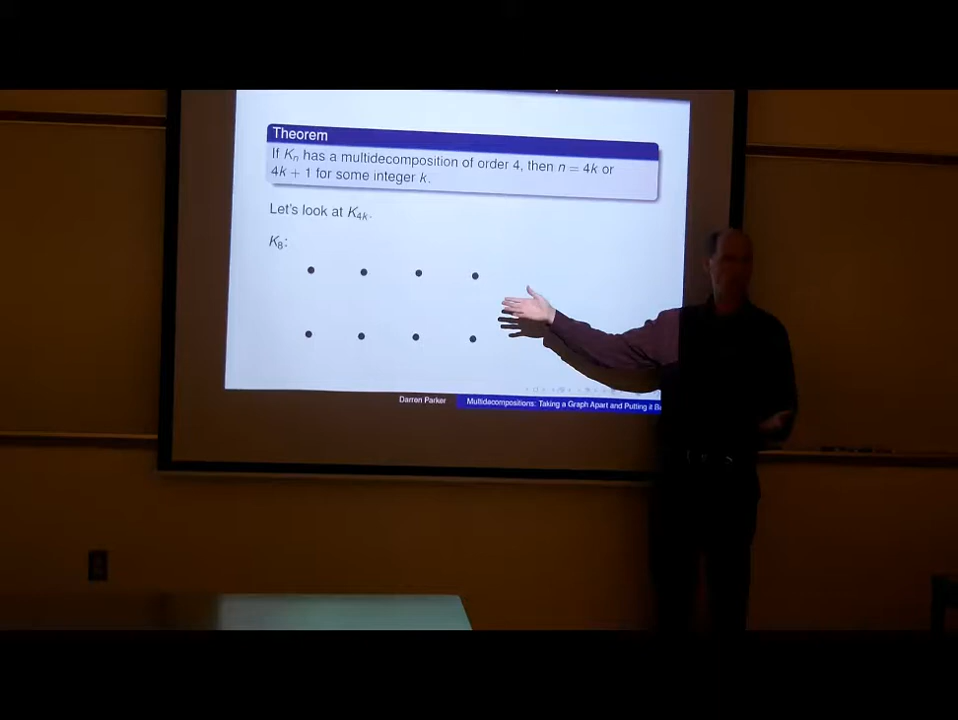 Theorem
If Kn has a multidecomposition of order 4, then n = 4k or
4k + 1 for some integer k.
Let's look at K4k.
K8:
Darren Parker
Multidecompositions: Taking a Graph Apart and Putting it